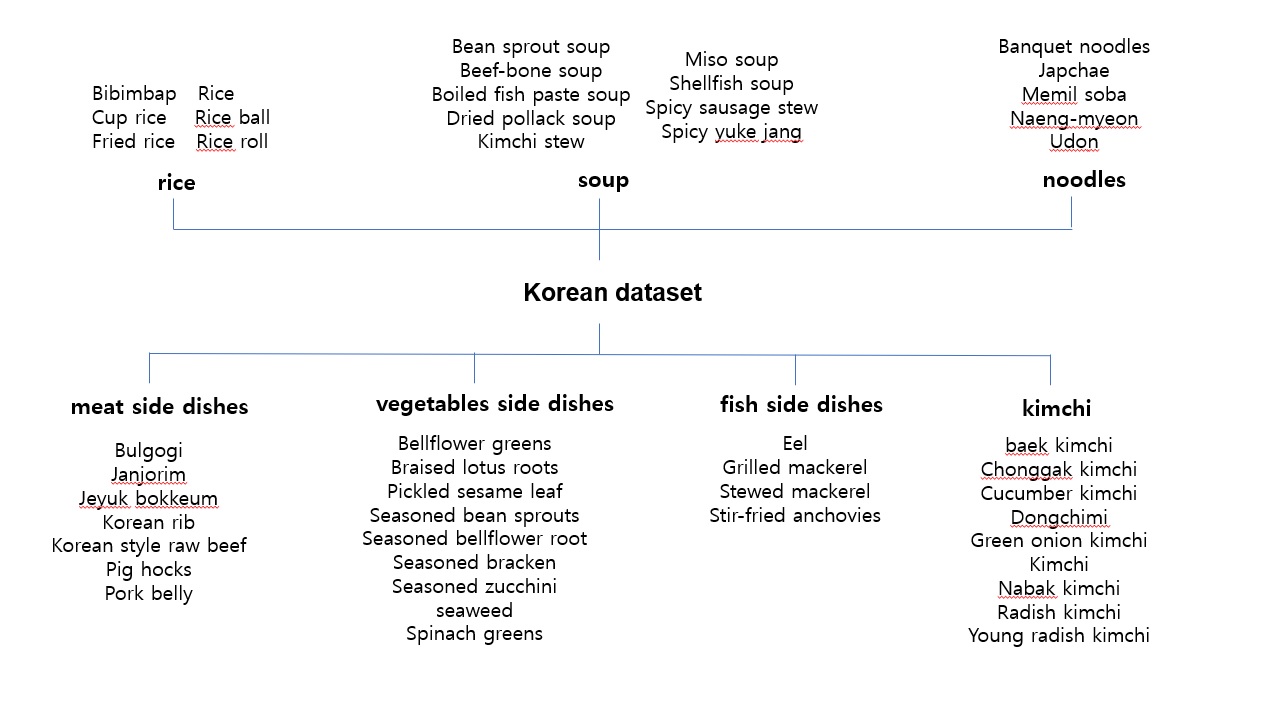 Bibimbap Rice
Cup rice Rice ball
Fried rice Rice roll
rice
Bean sprout soup
Beef-bone soup
Boiled fish paste soup
Dried pollack soup
Kimchi stew
Miso soup
Shellfish soup
Spicy sausage stew
Spicy yuke jang
soup
Banquet noodles
Japchae
Memil soba
Naeng-myeon
Udon
noodles
Korean dataset
meat side dishes
Bulgogi
Janjorim
Jeyuk bokkeum
Korean rib
Korean style raw beef
Pig hocks
Pork belly
vegetables side dishes
Bellflower greens
Braised lotus roots
Pickled sesame leaf
Seasoned bean sprouts
Seasoned bellflower root
Seasoned bracken
Seasoned zucchini
seaweed
Spinach greens
fish side dishes
Eel
Grilled mackerel
Stewed mackerel
Stir-fried anchovies
kimchi
baek kimchi
Chonggak kimchi
Cucumber kimchi
Dongchimi
Green onion kimchi
Kimchi
Nabak kimchi
Radish kimchi
Young radish kimchi